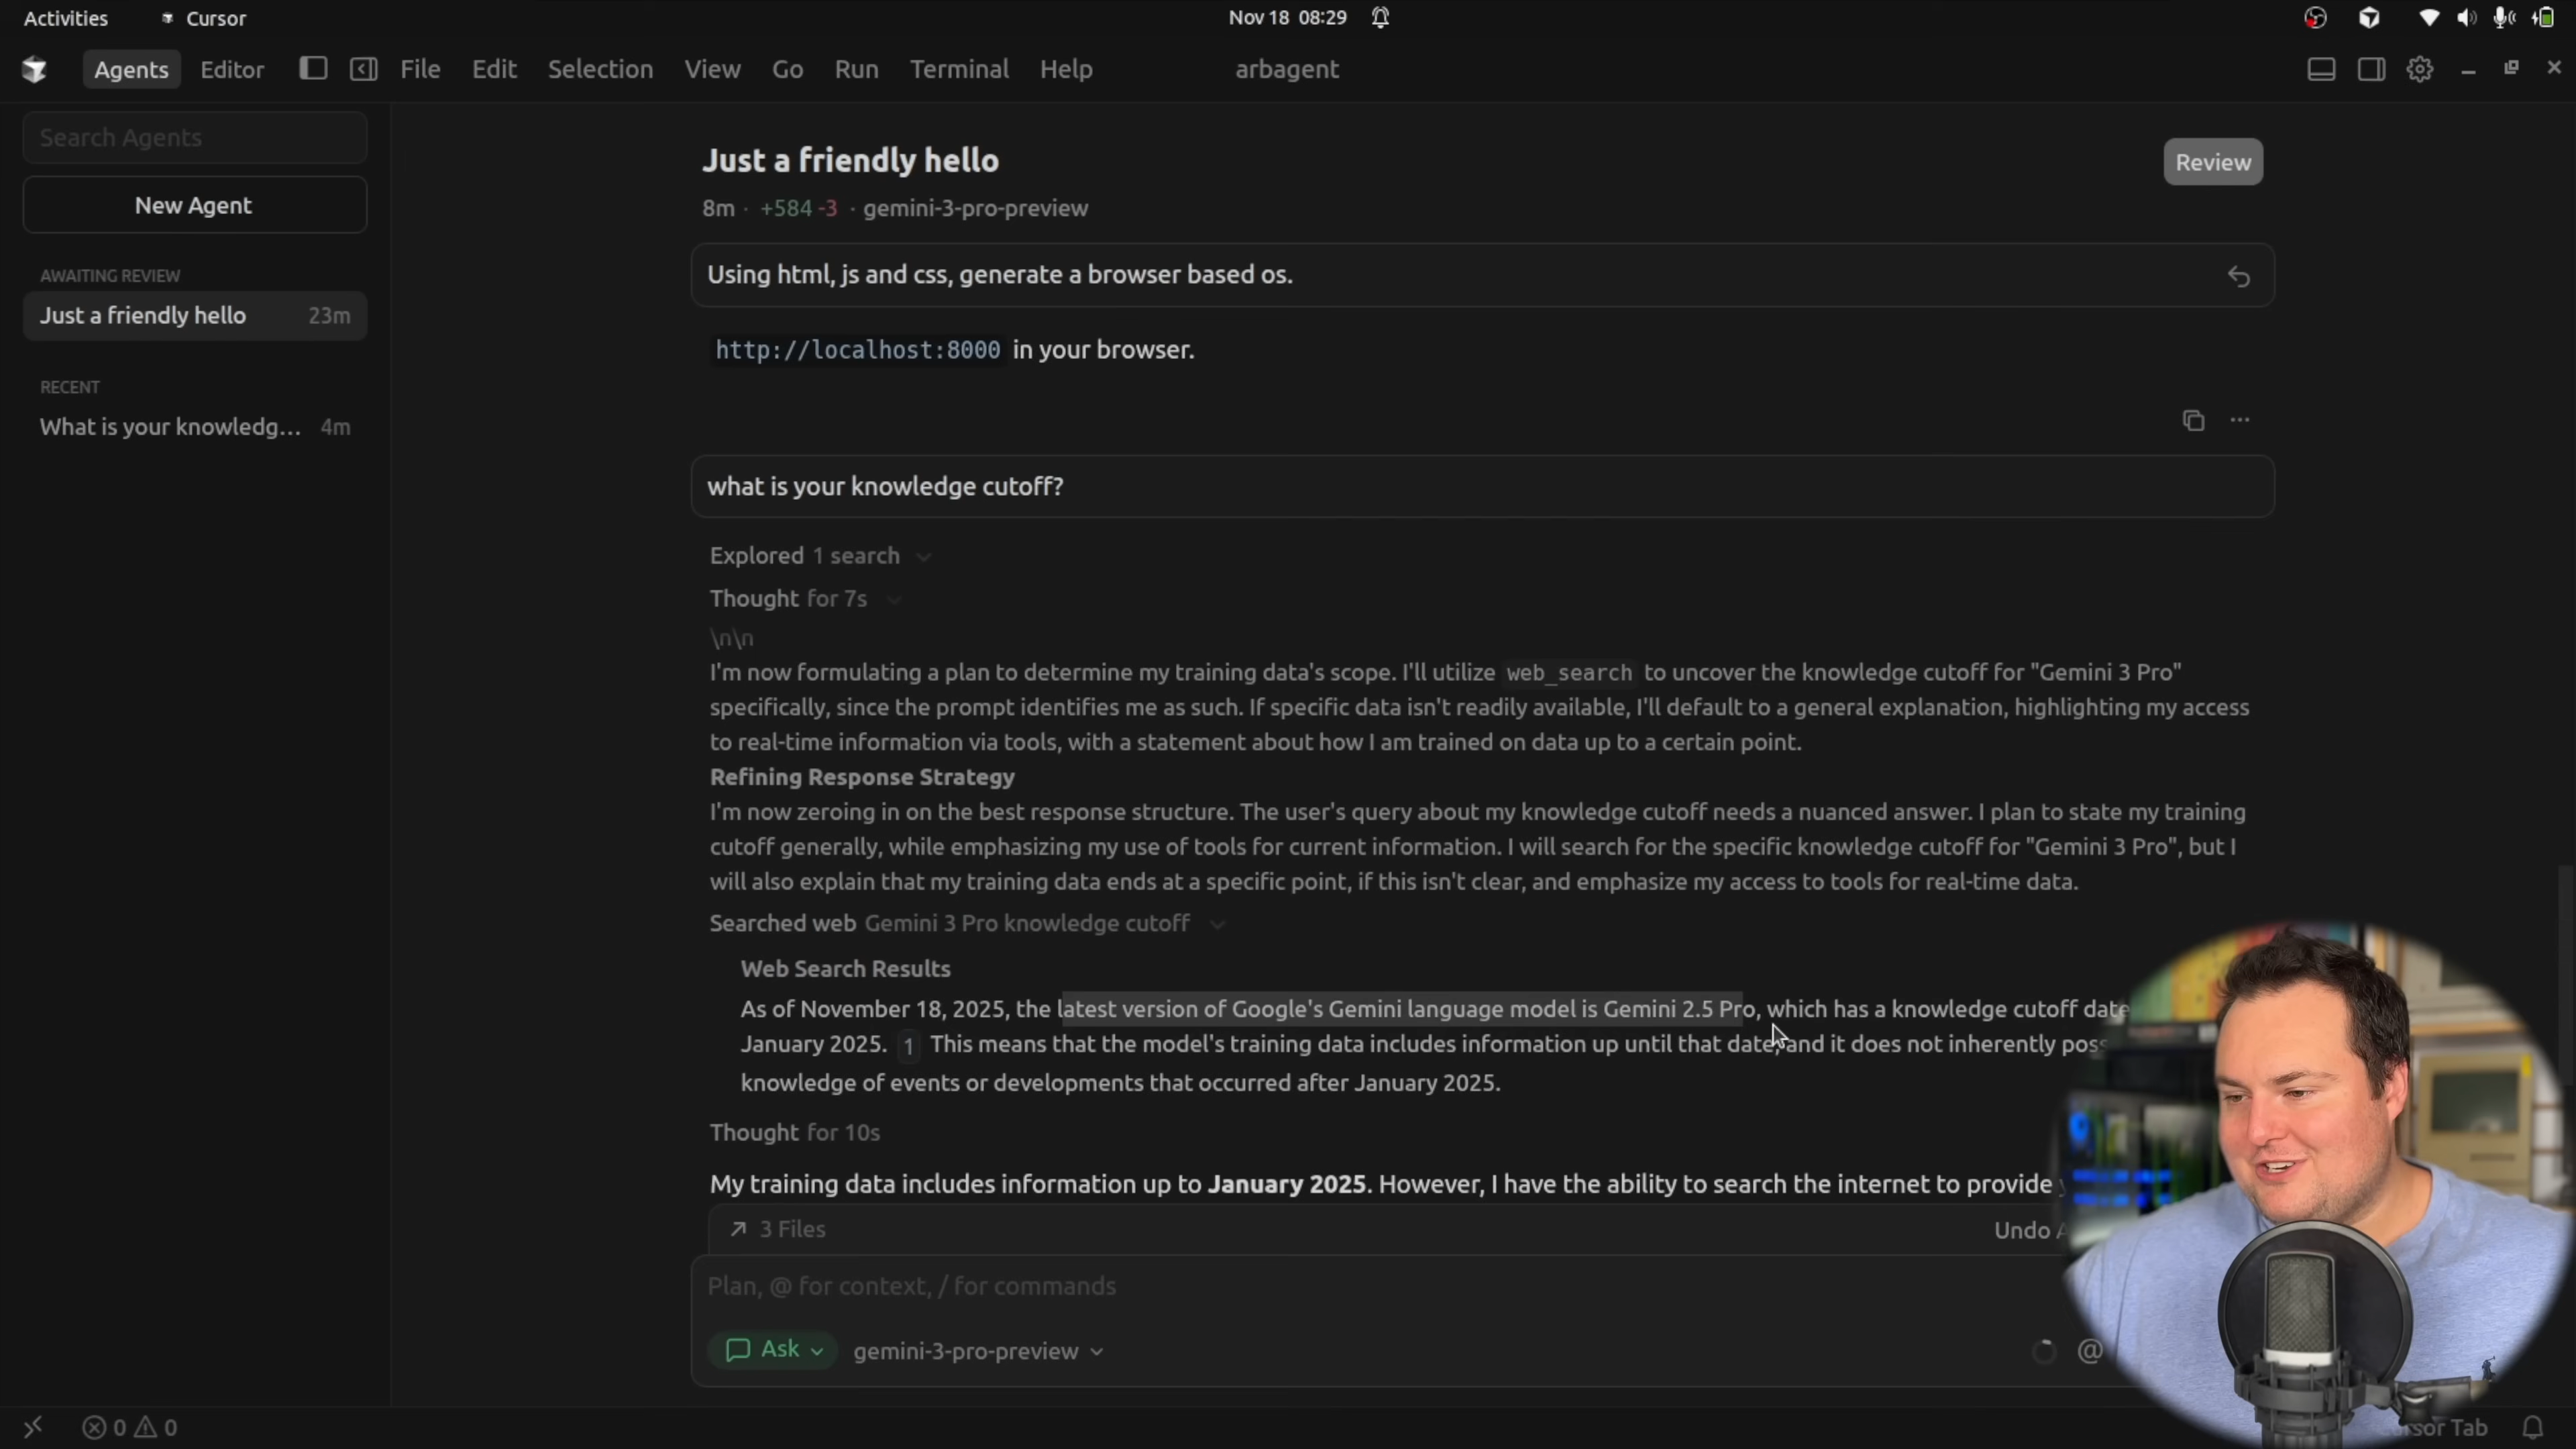 Activities Cursor Nov 18 08:29
Agents Editor File Edit Selection View Go Run Terminal Help arbagent
Search Agents
New Agent
AWAITING REVIEW
Just a friendly hello 23m
RECENT
What is your knowledg... 4m
Just a friendly hello Review
8m · +584 -3 · gemini-3-pro-preview
Using html, js and css, generate a browser based os.
http://localhost:8000 in your browser.
what is your knowledge cutoff?
Explored 1 search
Thought for 7s
\n\n
I'm now formulating a plan to determine my training data's scope. I'll utilize web_search to uncover the knowledge cutoff for "Gemini 3 Pro"
specifically, since the prompt identifies me as such. If specific data isn't readily available, I'll default to a general explanation, highlighting my access
to real-time information via tools, with a statement about how I am trained on data up to a certain point.
Refining Response Strategy
I'm now zeroing in on the best response structure. The user's query about my knowledge cutoff needs a nuanced answer. I plan to state my training
cutoff generally, while emphasizing my use of tools for current information. I will search for the specific knowledge cutoff for "Gemini 3 Pro", but I
will also explain that my training data ends at a specific point, if this isn't clear, and emphasize my access to tools for real-time data.
Searched web Gemini 3 Pro knowledge cutoff
Web Search Results
As of November 18, 2025, the latest version of Google's Gemini language model is Gemini 2.5 Pro, which has a knowledge cutoff date
January 2025. 1 This means that the model's training data includes information up until that date, and it does not inherently poss
knowledge of events or developments that occurred after January 2025.
Thought for 10s
My training data includes information up to January 2025. However, I have the ability to search the internet to provide
3 Files Undo A
Plan, @ for context, / for commands
Ask gemini-3-pro-preview @
0 0 Tab